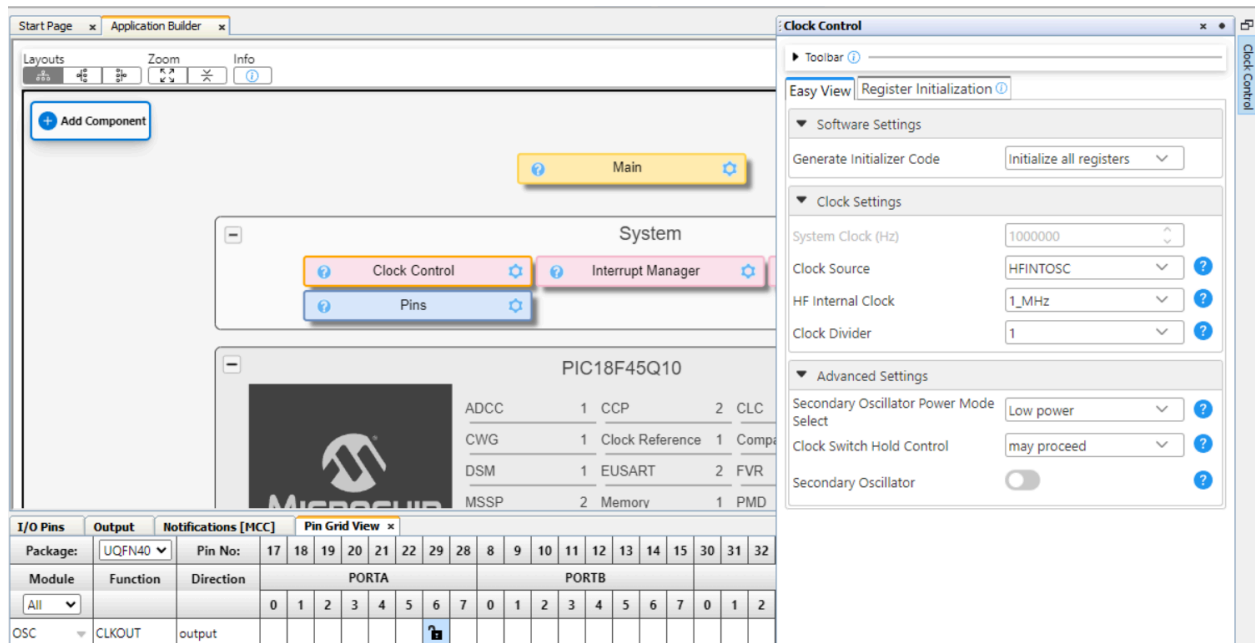 Start Page x Application Builder x
Layouts Zoom Info
Add Component
Main
System
Clock Control Interrupt Manager
Pins
PIC18F45Q10
ADCC 1 CCP 2 CLC
CWG 1 Clock Reference 1 Compa
DSM 1 EUSART 2 FVR
MSSP 2 Memory 1 PMD
MICROCHIP
I/O Pins Output Notifications [MCC] Pin Grid View x
Package: UQFN40 Pin No: 17 18 19 20 21 22 29 28 8 9 10 11 12 13 14 15 30 31 32
Module Function Direction PORTA PORTB
All 0 1 2 3 4 5 6 7 0 1 2 3 4 5 6 7 0 1 2
OSC CLKOUT output
Clock Control
Toolbar
Easy View Register Initialization
Software Settings
Generate Initializer Code Initialize all registers
Clock Settings
System Clock (Hz) 1000000
Clock Source HFINTOSC
HF Internal Clock 1_MHz
Clock Divider 1
Advanced Settings
Secondary Oscillator Power Mode
Select Low power
Clock Switch Hold Control may proceed
Secondary Oscillator
Clock Control